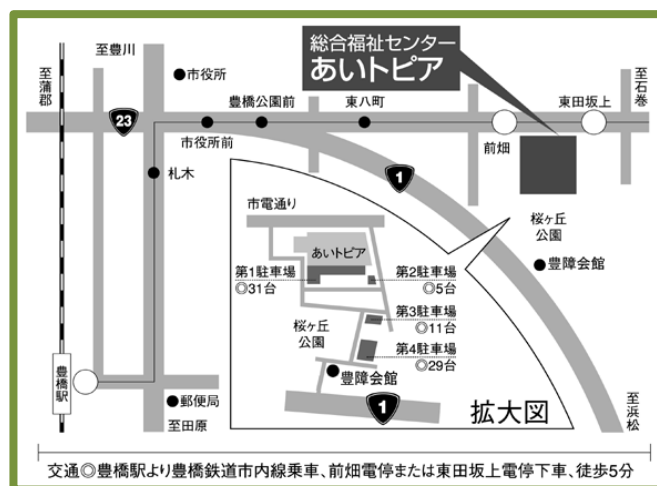 総合福祉センター
あいトピア
至豊川
至蒲郡
市役所
豊橋公園前
東八町
東田坂上
至石巻
23
市役所前
前畑
札木
1
桜ヶ丘
公園
豊障会館
市電通り
あいトピア
第1駐車場
◎31台
第2駐車場
◎5台
第3駐車場
◎11台
桜ヶ丘
公園
第4駐車場
◎29台
豊障会館
1
拡大図
豊橋駅
郵便局
至田原
至浜松
交通◎豊橋駅より豊橋鉄道市内線乗車、前畑電停または東田坂上電停下車、徒歩5分